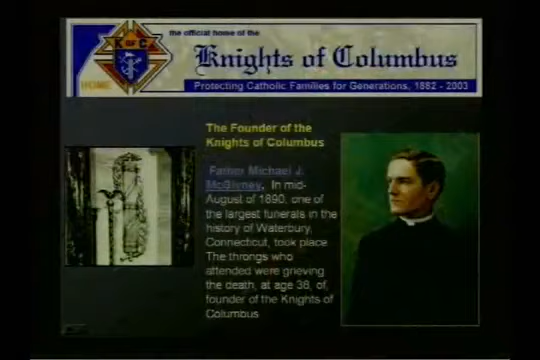 the official home of the
K OF C
Knights of Columbus
HOME
Protecting Catholic Families for Generations, 1882 - 2003
The Founder of the
Knights of Columbus
Father Michael J.
McGivney. In mid-
August of 1890, one of
the largest funerals in the
history of Waterbury,
Connecticut, took place
The throngs who
attended were grieving
the death, at age 38, of,
founder of the Knights of
Columbus